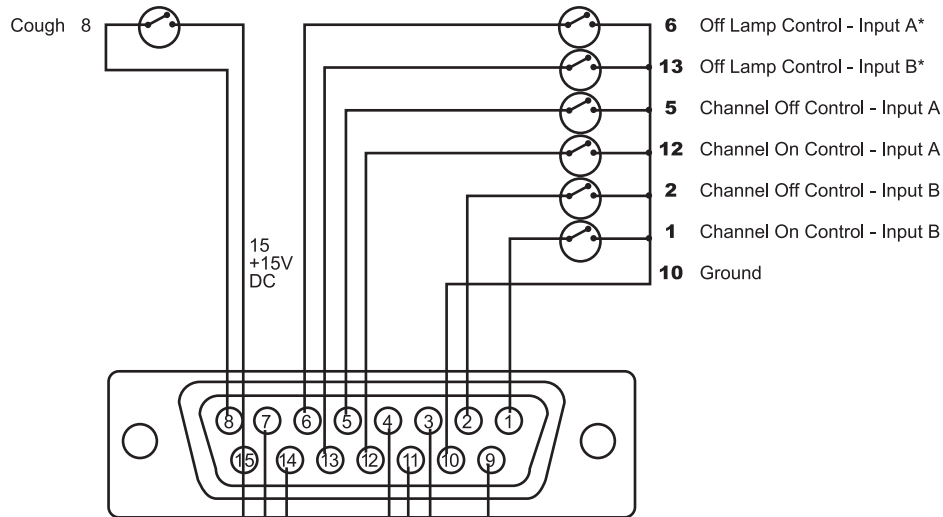 Cough 8
6 Off Lamp Control - Input A*
13 Off Lamp Control - Input B*
5 Channel Off Control - Input A
12 Channel On Control - Input A
2 Channel Off Control - Input B
1 Channel On Control - Input B
10 Ground
15
+15V
DC
8 7 6 5 4 3 2 1
15 14 13 12 11 10 9